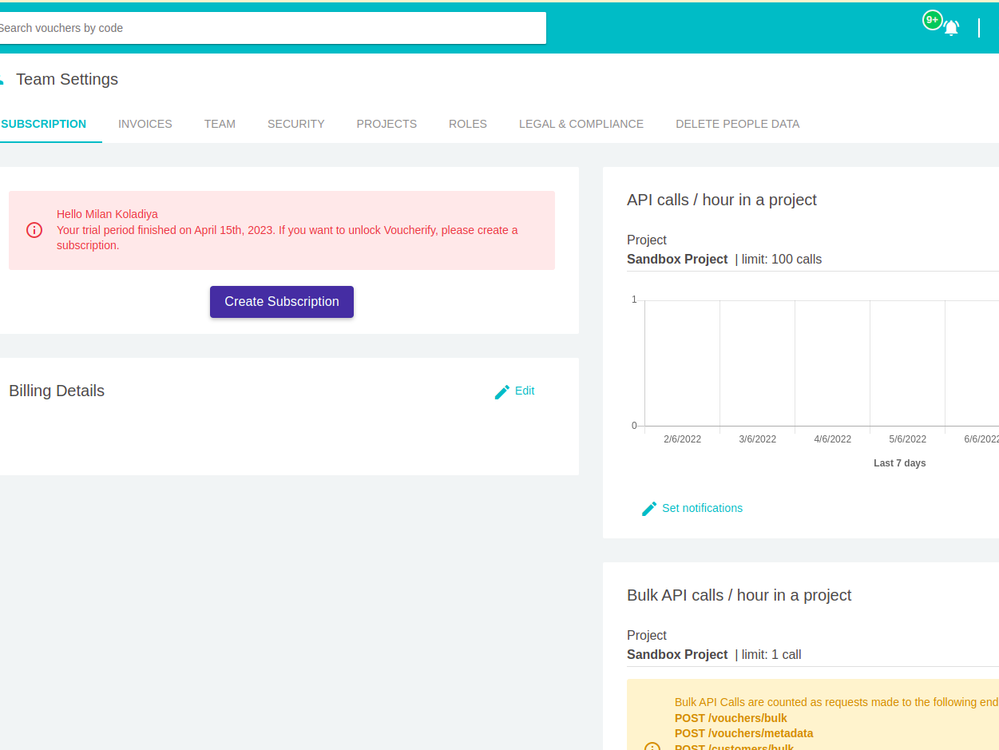 Search vouchers by code
9+
Team Settings
SUBSCRIPTION INVOICES TEAM SECURITY PROJECTS ROLES LEGAL & COMPLIANCE DELETE PEOPLE DATA
Hello Milan Koladiya
Your trial period finished on April 15th, 2023. If you want to unlock Voucherify, please create a
subscription.
Create Subscription
Billing Details
Edit
API calls / hour in a project
Project
Sandbox Project | limit: 100 calls
1
0
2/6/2022 3/6/2022 4/6/2022 5/6/2022 6/6/2022
Last 7 days
Set notifications
Bulk API calls / hour in a project
Project
Sandbox Project | limit: 1 call
Bulk API Calls are counted as requests made to the following end
POST /vouchers/bulk
POST /vouchers/metadata
POST /customers/bulk